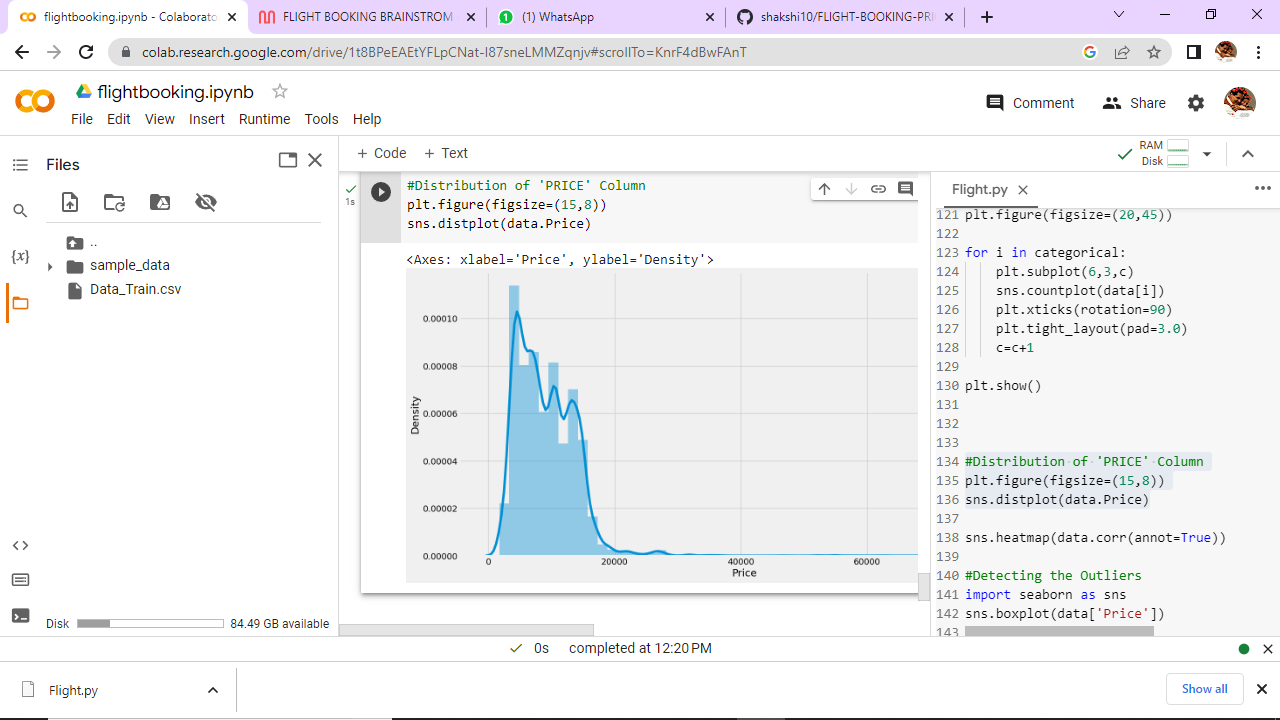 flightbooking.ipynb - Colaborato
FLIGHT BOOKING BRAINSTROM
(1) WhatsApp
shakshi10/FLIGHT-BOOKING-PRI
colab.research.google.com/drive/1t8BPeEAEtYFLpCNat-I87sneLMMZqnjv#scrollTo=KnrF4dBwFAnT
flightbooking.ipynb
Comment
Share
File Edit View Insert Runtime Tools Help
Files
+ Code + Text
RAM
Disk
..
sample_data
Data_Train.csv
{x}
Disk
84.49 GB available
1s
#Distribution of 'PRICE' Column
plt.figure(figsize=(15,8))
sns.distplot(data.Price)
<Axes: xlabel='Price', ylabel='Density'>
0.00010
0.00008
0.00006
0.00004
0.00002
0.00000
Density
0 20000 40000 60000
Price
Flight.py
121 plt.figure(figsize=(20,45))
122
123 for i in categorical:
124 plt.subplot(6,3,c)
125 sns.countplot(data[i])
126 plt.xticks(rotation=90)
127 plt.tight_layout(pad=3.0)
128 c=c+1
129
130 plt.show()
131
132
133
134 #Distribution of 'PRICE' Column
135 plt.figure(figsize=(15,8))
136 sns.distplot(data.Price)
137
138 sns.heatmap(data.corr(annot=True))
139
140 #Detecting the Outliers
141 import seaborn as sns
142 sns.boxplot(data['Price'])
143
0s completed at 12:20 PM
Flight.py
Show all